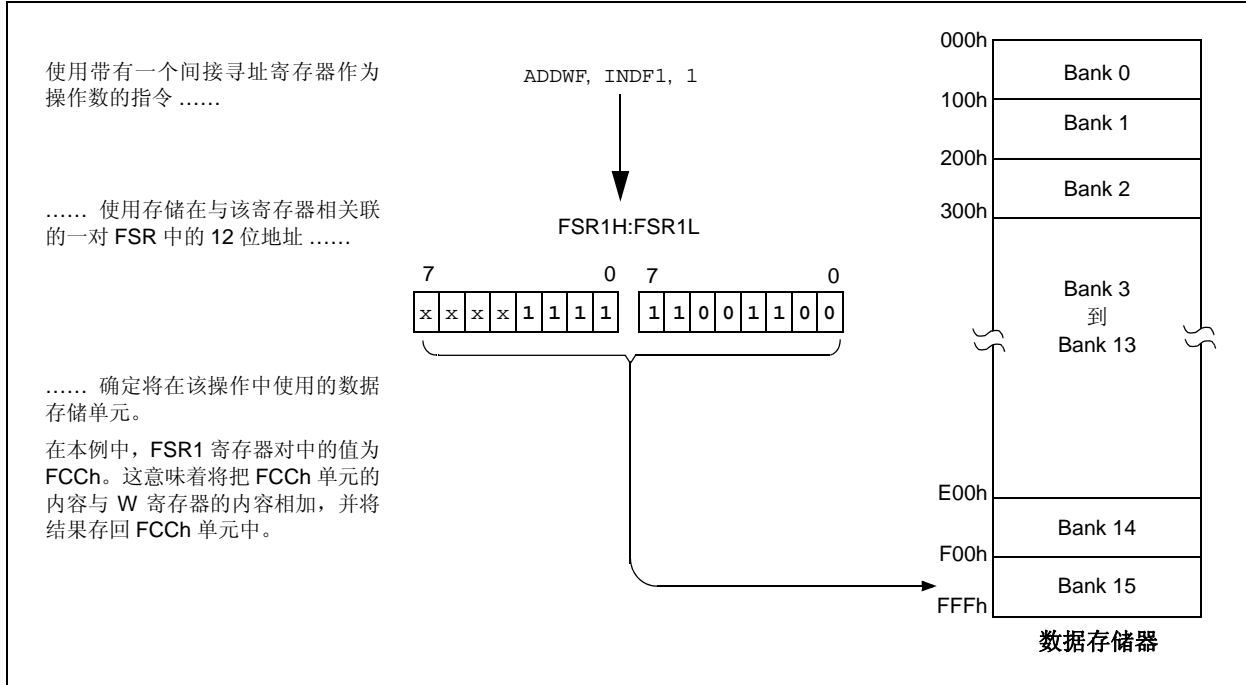 使用带有一个间接寻址寄存器作为
操作数的指令 ……
ADDWF, INDF1, 1
…… 使用存储在与该寄存器相关联
的一对 FSR 中的 12 位地址 ……
FSR1H:FSR1L
7 0 7 0
x x x x 1 1 1 1 1 1 0 0 1 1 0 0
…… 确定将在该操作中使用的数据
存储单元。
在本例中，FSR1 寄存器对中的值为
FCCh。这意味着将把 FCCh 单元的
内容与 W 寄存器的内容相加，并将
结果存回 FCCh 单元中。
000h
Bank 0
100h
Bank 1
200h
Bank 2
300h
Bank 3
到
Bank 13
E00h
Bank 14
F00h
Bank 15
FFFh
数据存储器